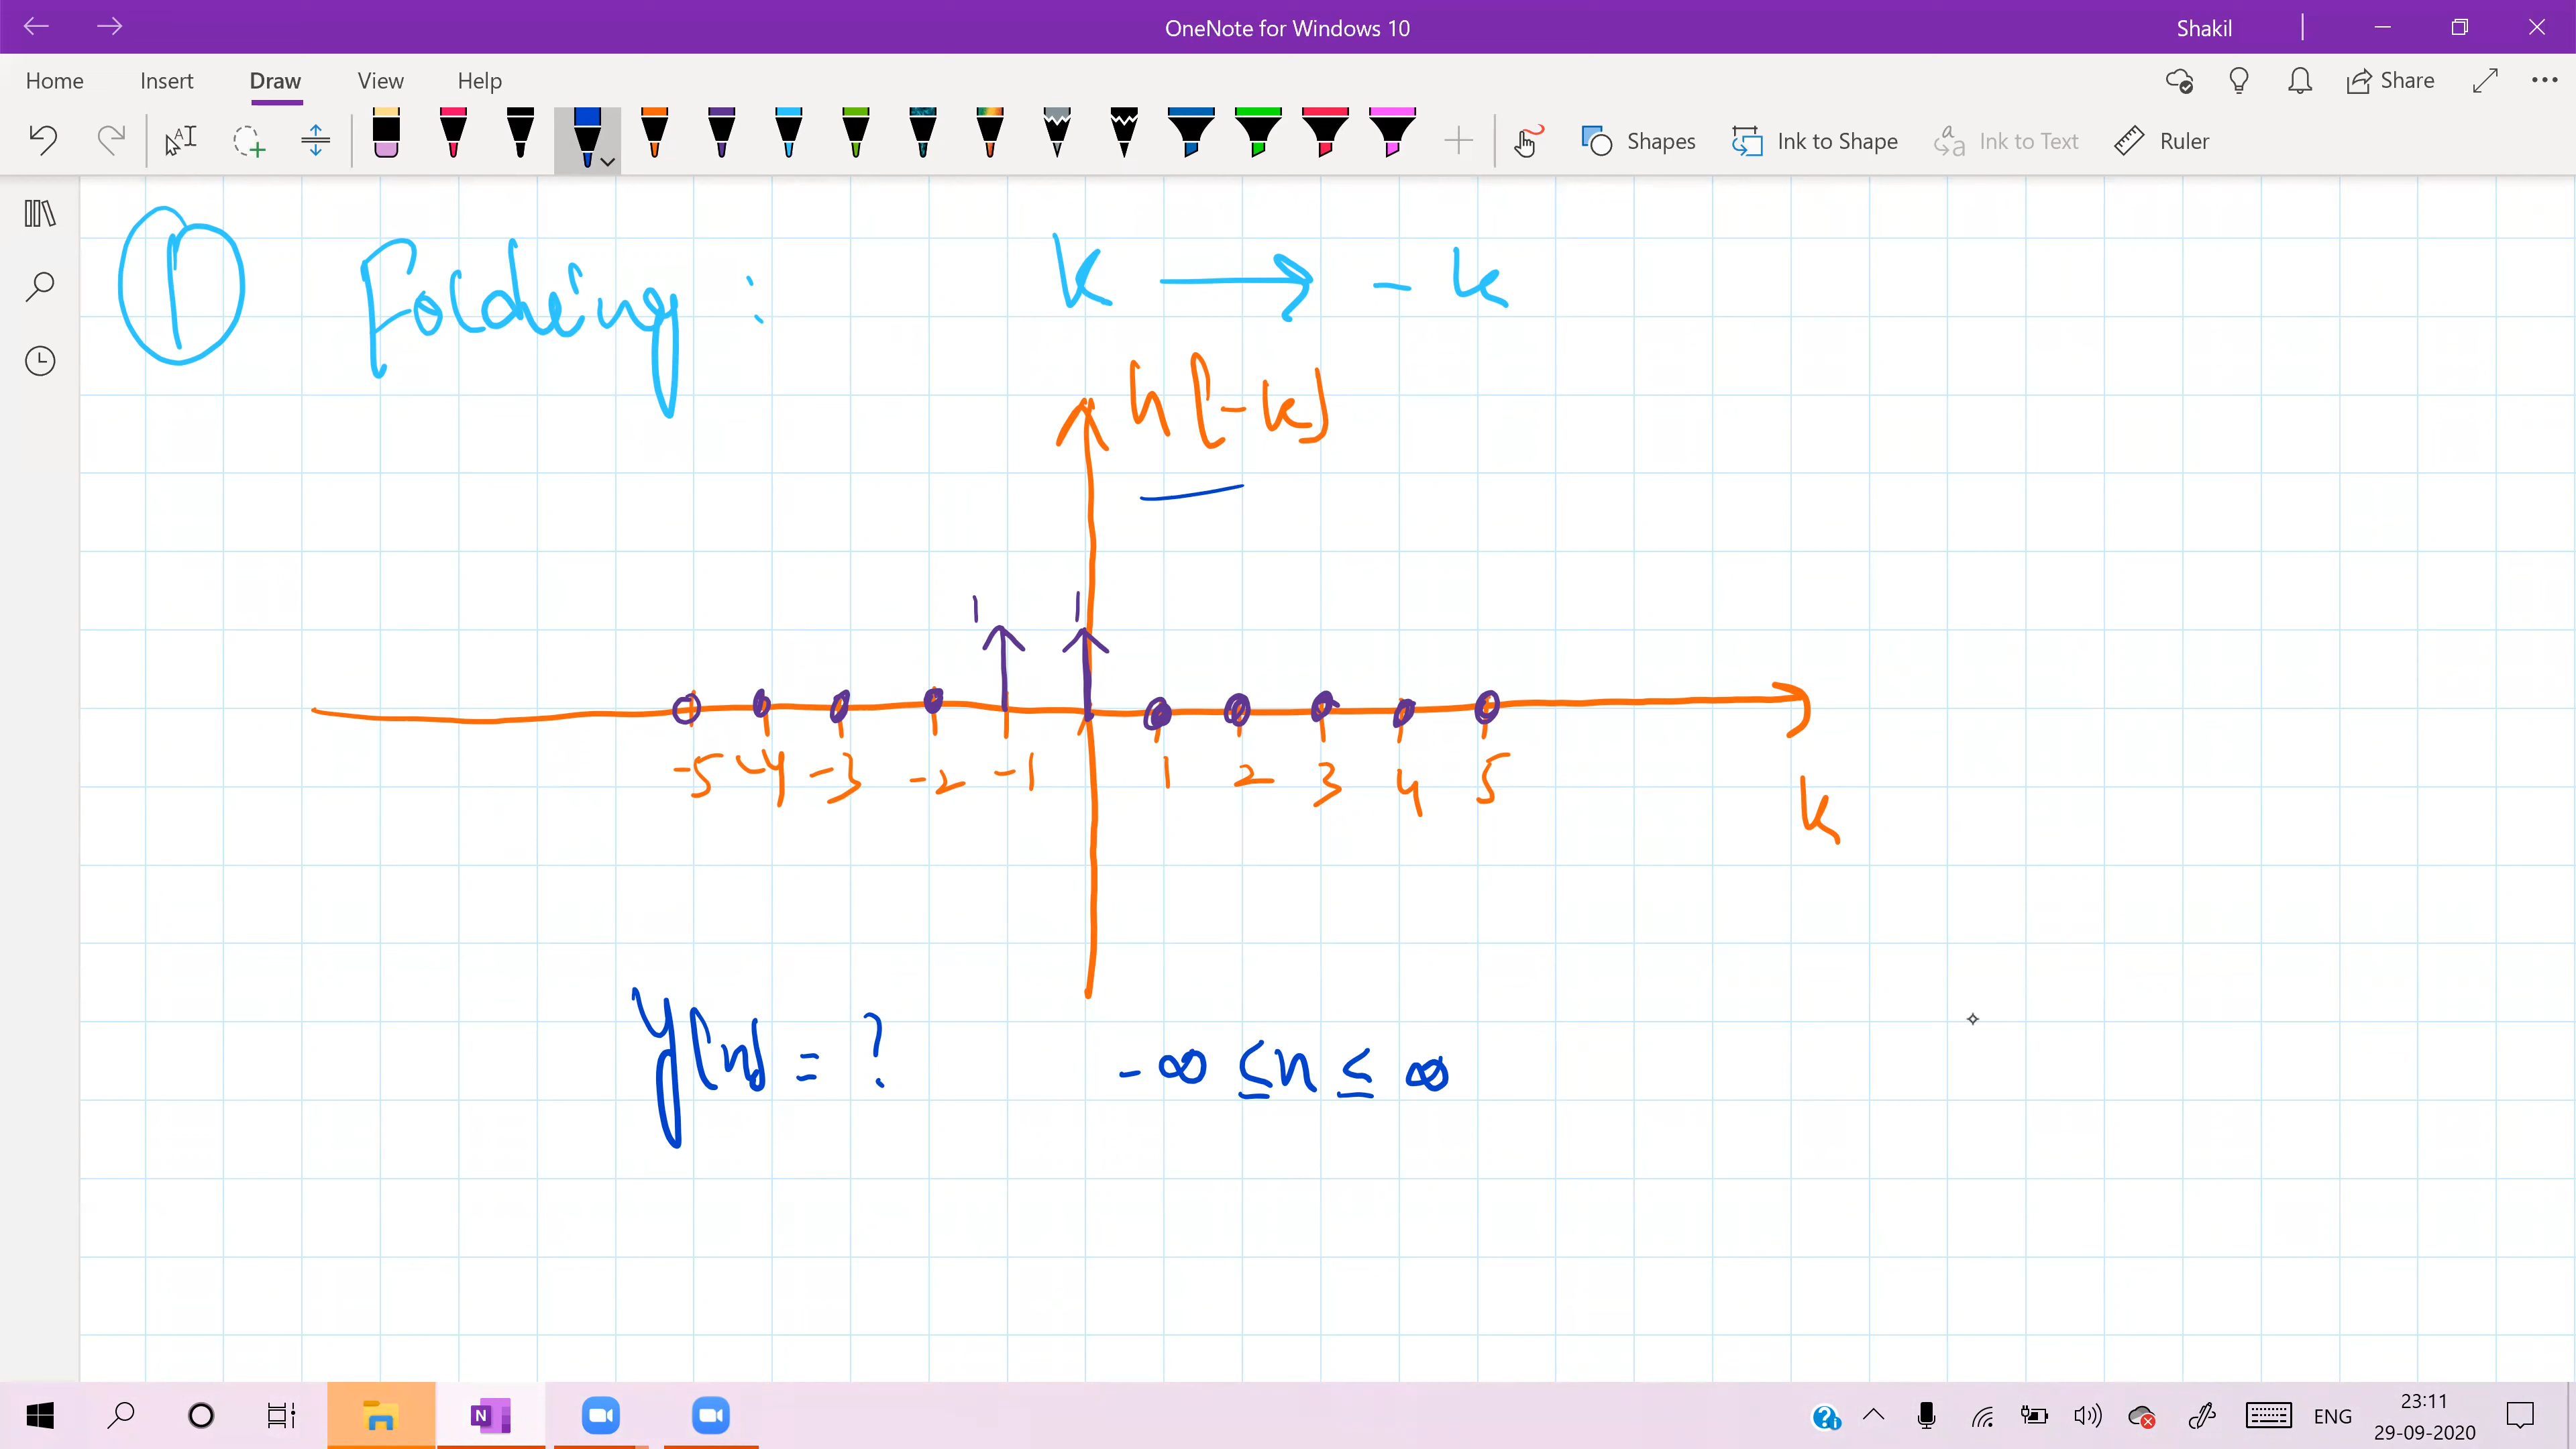 OneNote for Windows 10
Shakil
Home Insert Draw View Help
Share
Shapes Ink to Shape Ink to Text Ruler
1 Folding : k → - k
h[-k]
1 1
-5 -4 -3 -2 -1 1 2 3 4 5
k
y[n] = ? -∞ ≤ n ≤ ∞
ENG
23:11
29-09-2020